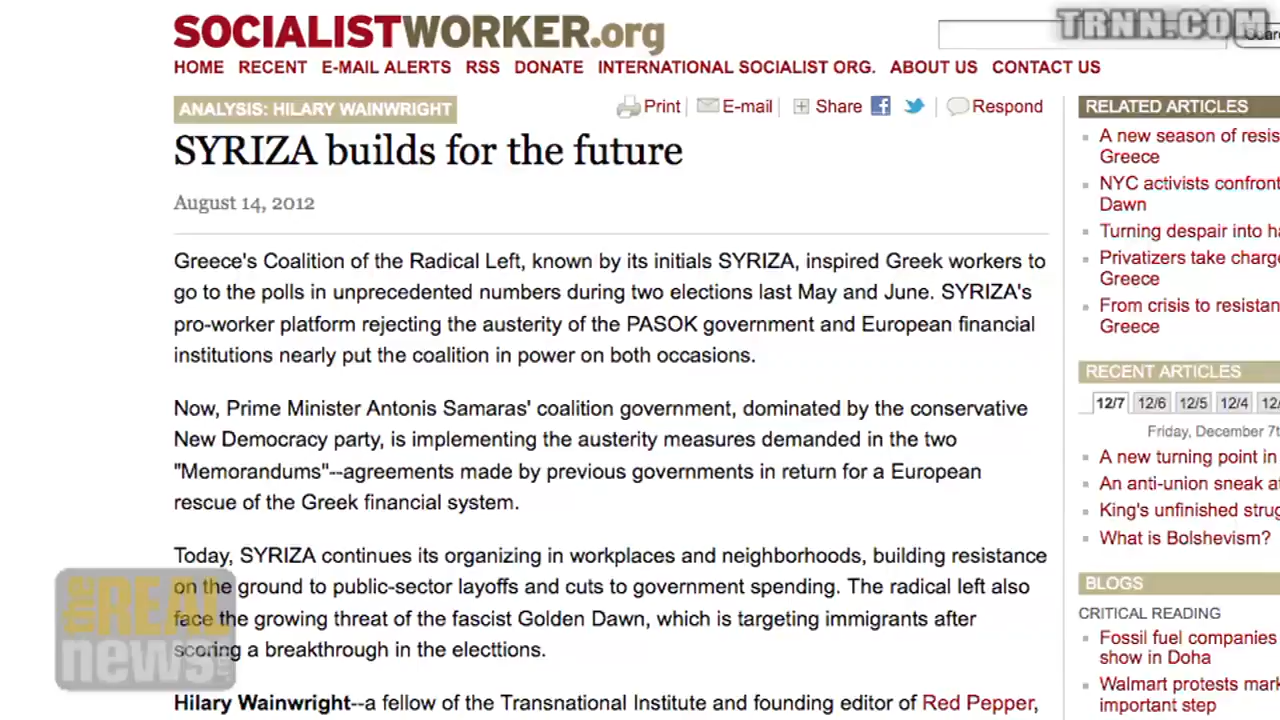 TRNN.COM
SOCIALISTWORKER.org
HOME RECENT E-MAIL ALERTS RSS DONATE INTERNATIONAL SOCIALIST ORG. ABOUT US CONTACT US
ANALYSIS: HILARY WAINWRIGHT
Print E-mail Share Respond
SYRIZA builds for the future
August 14, 2012
Greece's Coalition of the Radical Left, known by its initials SYRIZA, inspired Greek workers to
go to the polls in unprecedented numbers during two elections last May and June. SYRIZA's
pro-worker platform rejecting the austerity of the PASOK government and European financial
institutions nearly put the coalition in power on both occasions.
Now, Prime Minister Antonis Samaras' coalition government, dominated by the conservative
New Democracy party, is implementing the austerity measures demanded in the two
"Memorandums"--agreements made by previous governments in return for a European
rescue of the Greek financial system.
Today, SYRIZA continues its organizing in workplaces and neighborhoods, building resistance
on the ground to public-sector layoffs and cuts to government spending. The radical left also
face the growing threat of the fascist Golden Dawn, which is targeting immigrants after
scoring a breakthrough in the electtions.
Hilary Wainwright--a fellow of the Transnational Institute and founding editor of Red Pepper,
RELATED ARTICLES
A new season of resis
Greece
NYC activists confront
Dawn
Turning despair into ha
Privatizers take charge
Greece
From crisis to resistan
Greece
RECENT ARTICLES
12/7 12/6 12/5 12/4 12/
Friday, December 7t
A new turning point in
An anti-union sneak at
King's unfinished strug
What is Bolshevism?
BLOGS
CRITICAL READING
Fossil fuel companies
show in Doha
Walmart protests mark
important step
the REAL
news